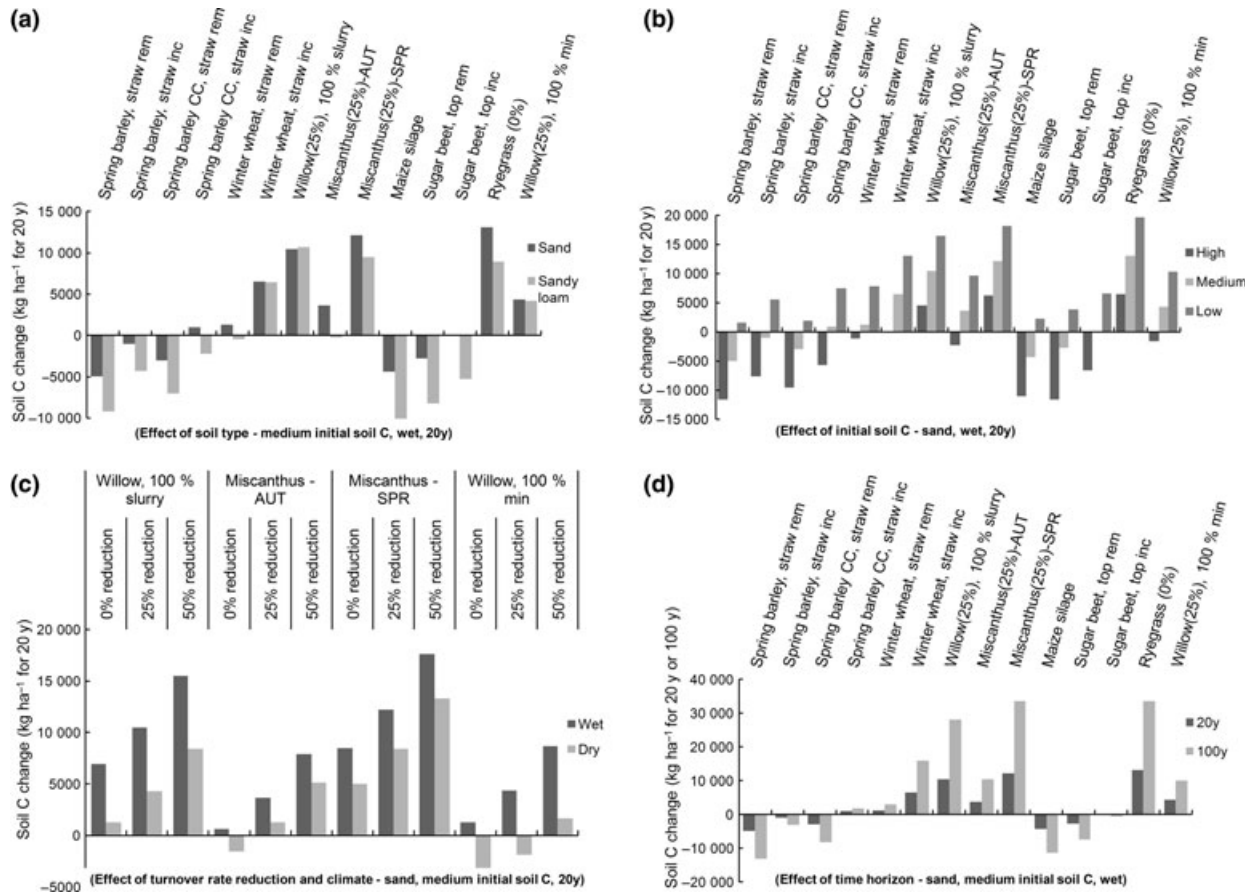 (a)
Spring barley, straw rem
Spring barley, straw inc
Spring barley CC, straw rem
Spring barley CC, straw inc
Winter wheat, straw rem
Winter wheat, straw inc
Willow(25%), 100 % slurry
Miscanthus(25%)-AUT
Miscanthus(25%)-SPR
Maize silage
Sugar beet, top rem
Sugar beet, top inc
Ryegrass (0%)
Willow(25%), 100 % min
Soil C change (kg ha⁻¹ for 20 y)
15 000
10 000
5000
0
–5000
–10 000
Sand
Sandy
loam
(Effect of soil type - medium initial soil C, wet, 20y)
(b)
Spring barley, straw rem
Spring barley, straw inc
Spring barley CC, straw rem
Spring barley CC, straw inc
Winter wheat, straw rem
Winter wheat, straw inc
Willow(25%), 100 % slurry
Miscanthus(25%)-AUT
Miscanthus(25%)-SPR
Maize silage
Sugar beet, top rem
Sugar beet, top inc
Ryegrass (0%)
Willow(25%), 100 % min
Soil C change (kg ha⁻¹ for 20 y)
20 000
15 000
10 000
5000
0
–5000
–10 000
–15 000
High
Medium
Low
(Effect of initial soil C - sand, wet, 20y)
(c)
Willow, 100 %
slurry
Miscanthus -
AUT
Miscanthus -
SPR
Willow, 100 %
min
0% reduction
25% reduction
50% reduction
0% reduction
25% reduction
50% reduction
0% reduction
25% reduction
50% reduction
0% reduction
25% reduction
50% reduction
Soil C change (kg ha⁻¹ for 20 y)
20 000
15 000
10 000
5000
0
–5000
Wet
Dry
(Effect of turnover rate reduction and climate - sand, medium initial soil C, 20y)
(d)
Spring barley, straw rem
Spring barley, straw inc
Spring barley CC, straw rem
Spring barley CC, straw inc
Winter wheat, straw rem
Winter wheat, straw inc
Willow(25%), 100 % slurry
Miscanthus(25%)-AUT
Miscanthus(25%)-SPR
Maize silage
Sugar beet, top rem
Sugar beet, top inc
Ryegrass (0%)
Willow(25%), 100 % min
Soil C change (kg ha⁻¹ for 20 y or 100 y)
40 000
30 000
20 000
10 000
0
–10 000
–20 000
20y
100y
(Effect of time horizon - sand, medium initial soil C, wet)